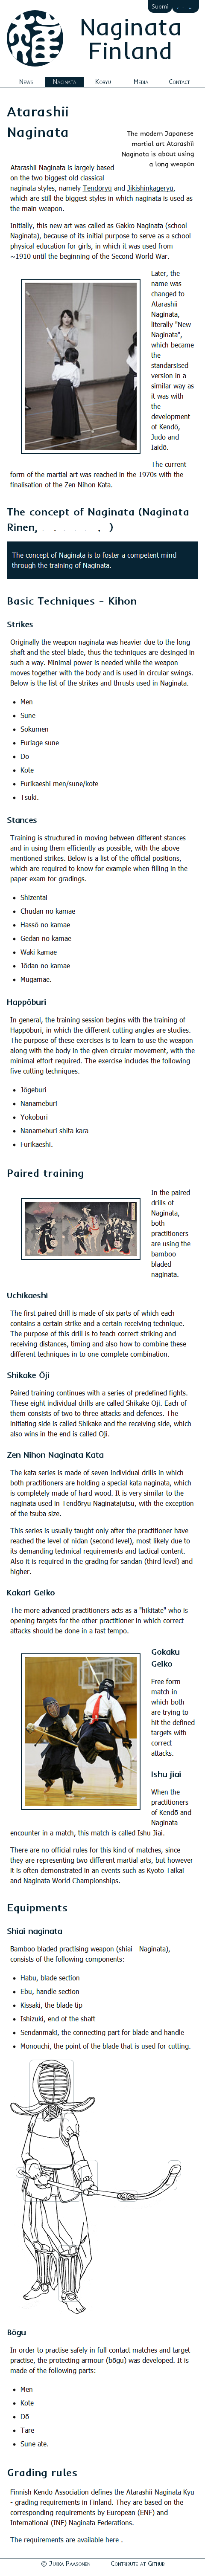 Suomi
Naginata
Finland
News Naginata Koryu Media Contact
Atarashii
Naginata
The modern Japanese
martial art Atarashii
Naginata is about using
a long weapon
Atarashii Naginata is largely based
on the two biggest old classical
naginata styles, namely Tendōryū and Jikishinkageryū,
which are still the biggest styles in which naginata is used as
the main weapon.
Initially, this new art was called as Gakko Naginata (school
Naginata), because of its initial purpose to serve as a school
physical education for girls, in which it was used from
~1910 until the beginning of the Second World War.
Later, the
name was
changed to
Atarashii
Naginata,
literally "New
Naginata",
which became
the
standarsised
version in a
similar way as
it was with
the
development
of Kendō,
Judō and
Iaidō.
The current
form of the martial art was reached in the 1970s with the
finalisation of the Zen Nihon Kata.
The concept of Naginata (Naginata
Rinen, )
The concept of Naginata is to foster a competent mind
through the training of Naginata.
Basic Techniques - Kihon
Strikes
Originally the weapon naginata was heavier due to the long
shaft and the steel blade, thus the techniques are desinged in
such a way. Minimal power is needed while the weapon
moves together with the body and is used in circular swings.
Below is the list of the strikes and thrusts used in Naginata.
Men
Sune
Sokumen
Furiage sune
Do
Kote
Furikaeshi men/sune/kote
Tsuki.
Stances
Training is structured in moving between different stances
and in using them efficiently as possible, with the above
mentioned strikes. Below is a list of the official positions,
which are required to know for example when filling in the
paper exam for gradings.
Shizentai
Chudan no kamae
Hassō no kamae
Gedan no kamae
Waki kamae
Jōdan no kamae
Mugamae.
Happōburi
In general, the training session begins with the training of
Happōburi, in which the different cutting angles are studies.
The purpose of these exercises is to learn to use the weapon
along with the body in the given circular movement, with the
minimal effort required. The exercise includes the following
five cutting techniques.
Jōgeburi
Nanameburi
Yokoburi
Nanameburi shita kara
Furikaeshi.
Paired training
In the paired
drills of
Naginata,
both
practitioners
are using the
bamboo
bladed
naginata.
Uchikaeshi
The first paired drill is made of six parts of which each
contains a certain strike and a certain receiving technique.
The purpose of this drill is to teach correct striking and
receiving distances, timing and also how to combine these
different techniques in to one complete combination.
Shikake Ōji
Paired training continues with a series of predefined fights.
These eight individual drills are called Shikake Oji. Each of
them consists of two to three attacks and defences. The
initiating side is called Shikake and the receiving side, which
also wins in the end is called Oji.
Zen Nihon Naginata Kata
The kata series is made of seven individual drills in which
both practitioners are holding a special kata naginata, which
is completely made of hard wood. It is very similar to the
naginata used in Tendōryu Naginatajutsu, with the exception
of the tsuba size.
This series is usually taught only after the practitioner have
reached the level of nidan (second level), most likely due to
its demanding technical requirements and tactical content.
Also it is required in the grading for sandan (third level) and
higher.
Kakari Geiko
The more advanced practitioners acts as a "hikitate" who is
opening targets for the other practitioner in which correct
attacks should be done in a fast tempo.
Gokaku
Geiko
Free form
match in
which both
are trying to
hit the defined
targets with
correct
attacks.
Ishu jiai
When the
practitioners
of Kendō and
Naginata
encounter in a match, this match is called Ishu Jiai.
There are no official rules for this kind of matches, since
they are representing two different martial arts, but however
it is often demonstrated in an events such as Kyoto Taikai
and Naginata World Championships.
Equipments
Shiai naginata
Bamboo bladed practising weapon (shiai - Naginata),
consists of the following components:
Habu, blade section
Ebu, handle section
Kissaki, the blade tip
Ishizuki, end of the shaft
Sendanmaki, the connecting part for blade and handle
Monouchi, the point of the blade that is used for cutting.
Bōgu
In order to practise safely in full contact matches and target
practise, the protecting armour (bōgu) was developed. It is
made of the following parts:
Men
Kote
Dō
Tare
Sune ate.
Grading rules
Finnish Kendo Association defines the Atarashii Naginata Kyu
- grading requirements in Finland. They are based on the
corresponding requirements by European (ENF) and
International (INF) Naginata Federations.
The requirements are available here .
© Jukka Paasonen Contribute at Github